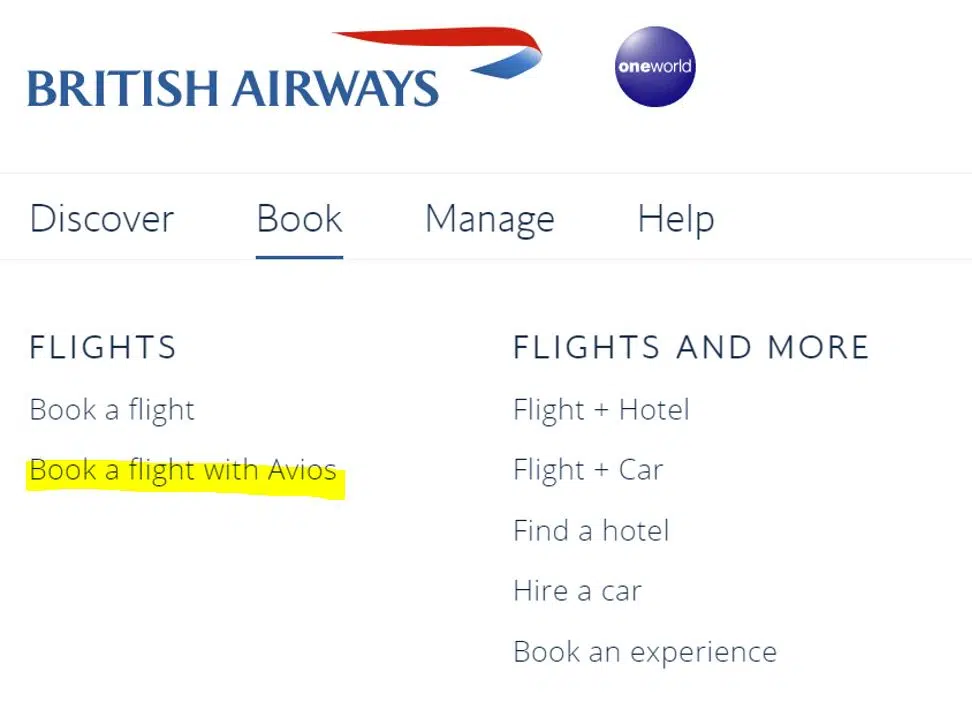 BRITISH AIRWAYS
oneworld
Discover Book Manage Help
FLIGHTS
Book a flight
Book a flight with Avios
FLIGHTS AND MORE
Flight + Hotel
Flight + Car
Find a hotel
Hire a car
Book an experience